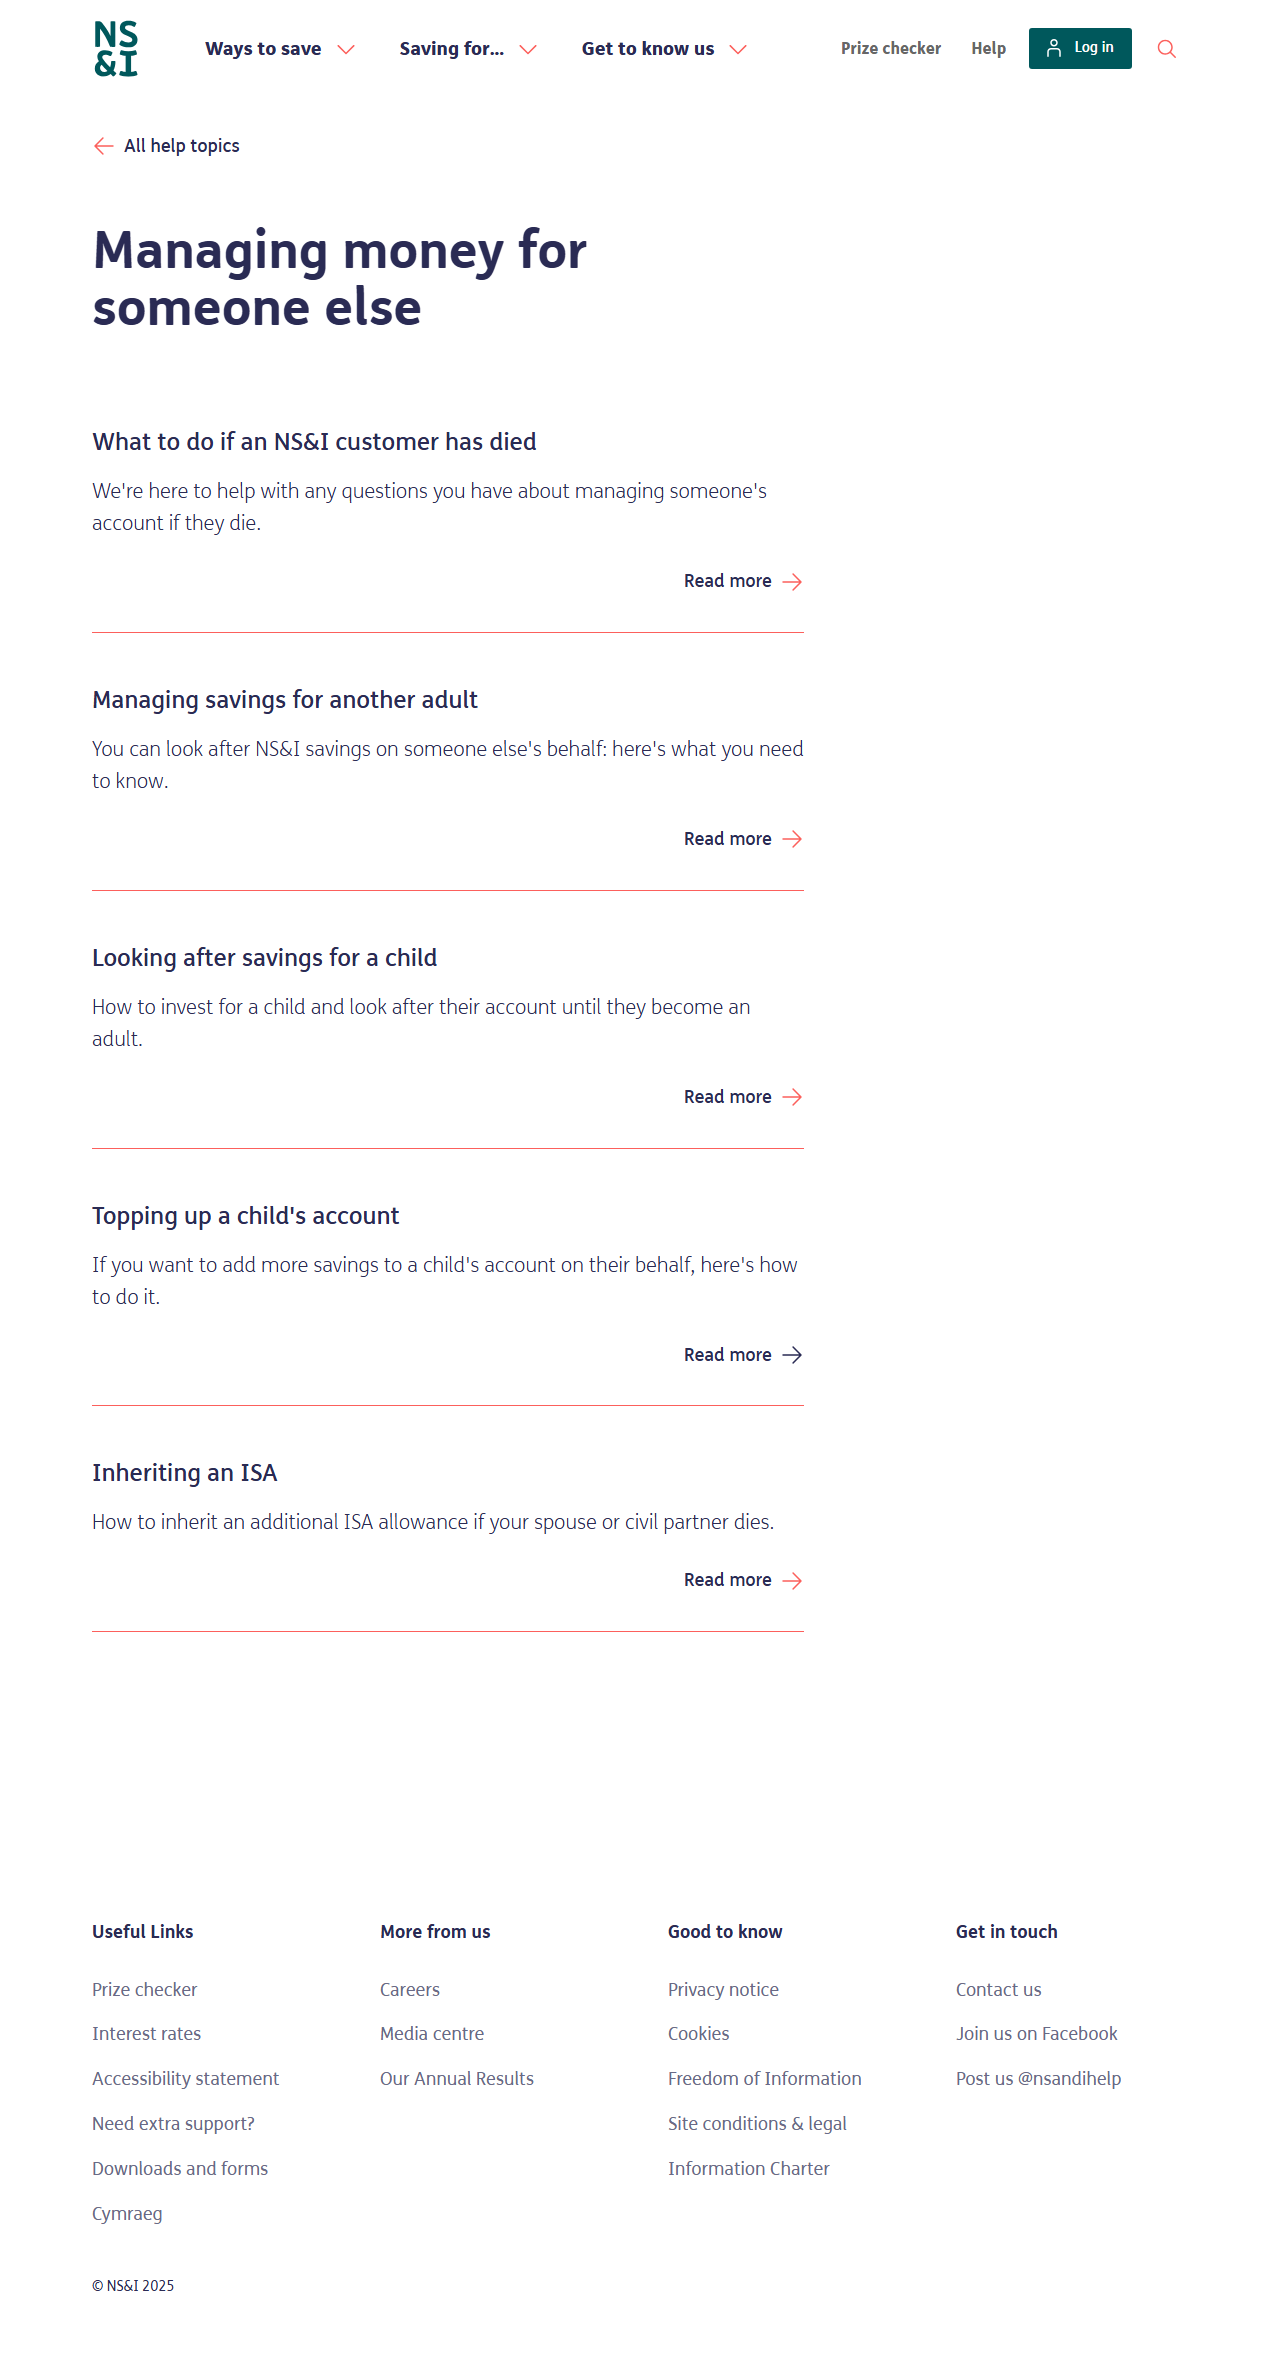 NS
&I
Ways to save
Saving for...
Get to know us
Prize checker
Help
Log in
All help topics
Managing money for
someone else
What to do if an NS&I customer has died
We're here to help with any questions you have about managing someone's
account if they die.
Read more
Managing savings for another adult
You can look after NS&I savings on someone else's behalf: here's what you need
to know.
Read more
Looking after savings for a child
How to invest for a child and look after their account until they become an
adult.
Read more
Topping up a child's account
If you want to add more savings to a child's account on their behalf, here's how
to do it.
Read more
Inheriting an ISA
How to inherit an additional ISA allowance if your spouse or civil partner dies.
Read more
Useful Links
Prize checker
Interest rates
Accessibility statement
Need extra support?
Downloads and forms
Cymraeg
More from us
Careers
Media centre
Our Annual Results
Good to know
Privacy notice
Cookies
Freedom of Information
Site conditions & legal
Information Charter
Get in touch
Contact us
Join us on Facebook
Post us @nsandihelp
© NS&I 2025